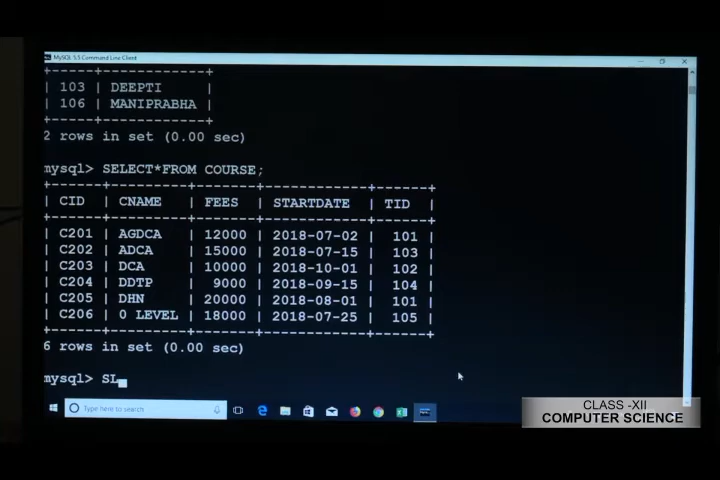 MySQL 5.5 Command Line Client
+------+-------------+
| 103 | DEEPTI |
| 106 | MANIPRABHA |
+------+-------------+
2 rows in set (0.00 sec)
mysql> SELECT*FROM COURSE;
+------+---------+-------+------------+------+
| CID | CNAME | FEES | STARTDATE | TID |
+------+---------+-------+------------+------+
| C201 | AGDCA | 12000 | 2018-07-02 | 101 |
| C202 | ADCA | 15000 | 2018-07-15 | 103 |
| C203 | DCA | 10000 | 2018-10-01 | 102 |
| C204 | DDTP | 9000 | 2018-09-15 | 104 |
| C205 | DHN | 20000 | 2018-08-01 | 101 |
| C206 | O LEVEL | 18000 | 2018-07-25 | 105 |
+------+---------+-------+------------+------+
6 rows in set (0.00 sec)
mysql> SL
Type here to search
CLASS -XII
COMPUTER SCIENCE